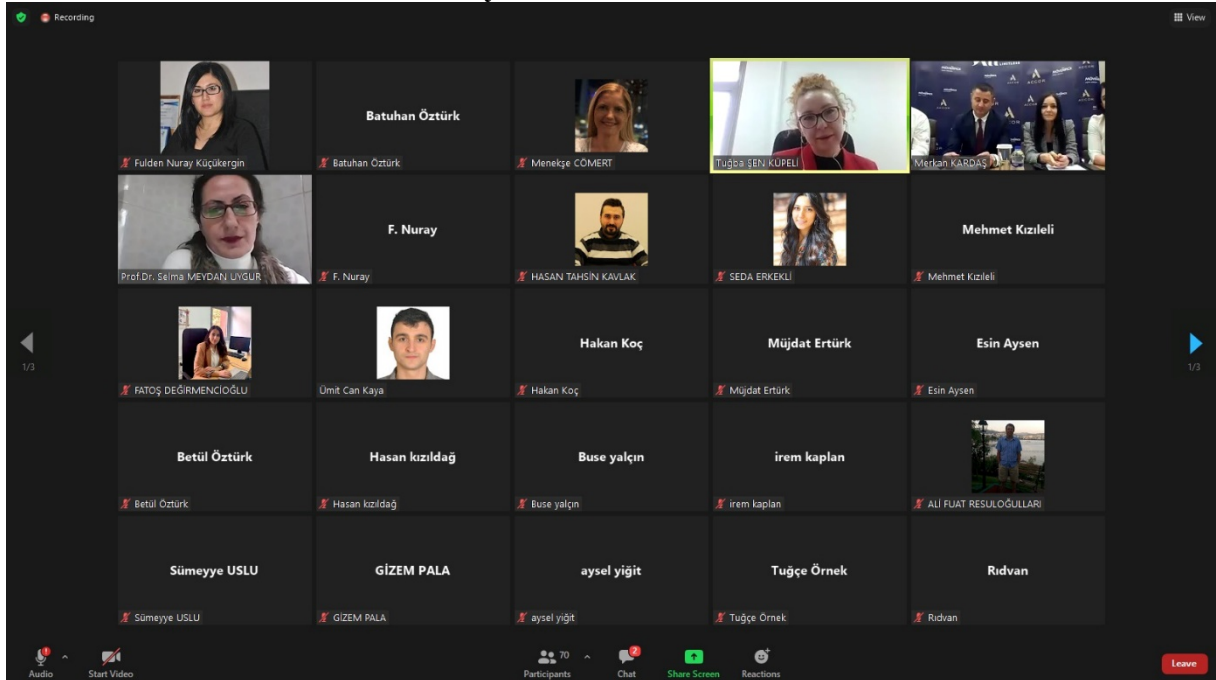 Recording
View
Fulden Nuray Küçükergin
Batuhan Öztürk
Batuhan Öztürk
Menekşe CÖMERT
Tuğba ŞEN KÜPELİ
ACCOR
Merkan KARDAŞ
Prof.Dr. Selma MEYDAN UYGUR
F. Nuray
F. Nuray
HASAN TAHSİN KAVLAK
SEDA ERKEKLİ
Mehmet Kızıleli
Mehmet Kızıleli
FATOŞ DEĞİRMENCİOĞLU
Ümit Can Kaya
Hakan Koç
Hakan Koç
Müjdat Ertürk
Müjdat Ertürk
Esin Aysen
Esin Aysen
1/3
1/3
Betül Öztürk
Betül Öztürk
Hasan kızıldağ
Hasan kızıldağ
Buse yalçın
Buse yalçın
irem kaplan
irem kaplan
ALİ FUAT RESULOĞULLARI
Sümeyye USLU
Sümeyye USLU
GİZEM PALA
GİZEM PALA
aysel yiğit
aysel yiğit
Tuğçe Örnek
Tuğçe Örnek
Rıdvan
Rıdvan
Audio
Start Video
70
Participants
2
Chat
Share Screen
Reactions
Leave